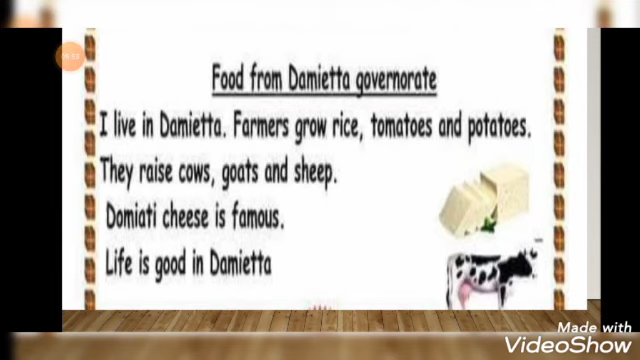 Food from Damietta governorate
I live in Damietta. Farmers grow rice, tomatoes and potatoes.
They raise cows, goats and sheep.
Domiati cheese is famous.
Life is good in Damietta
Made with
VideoShow